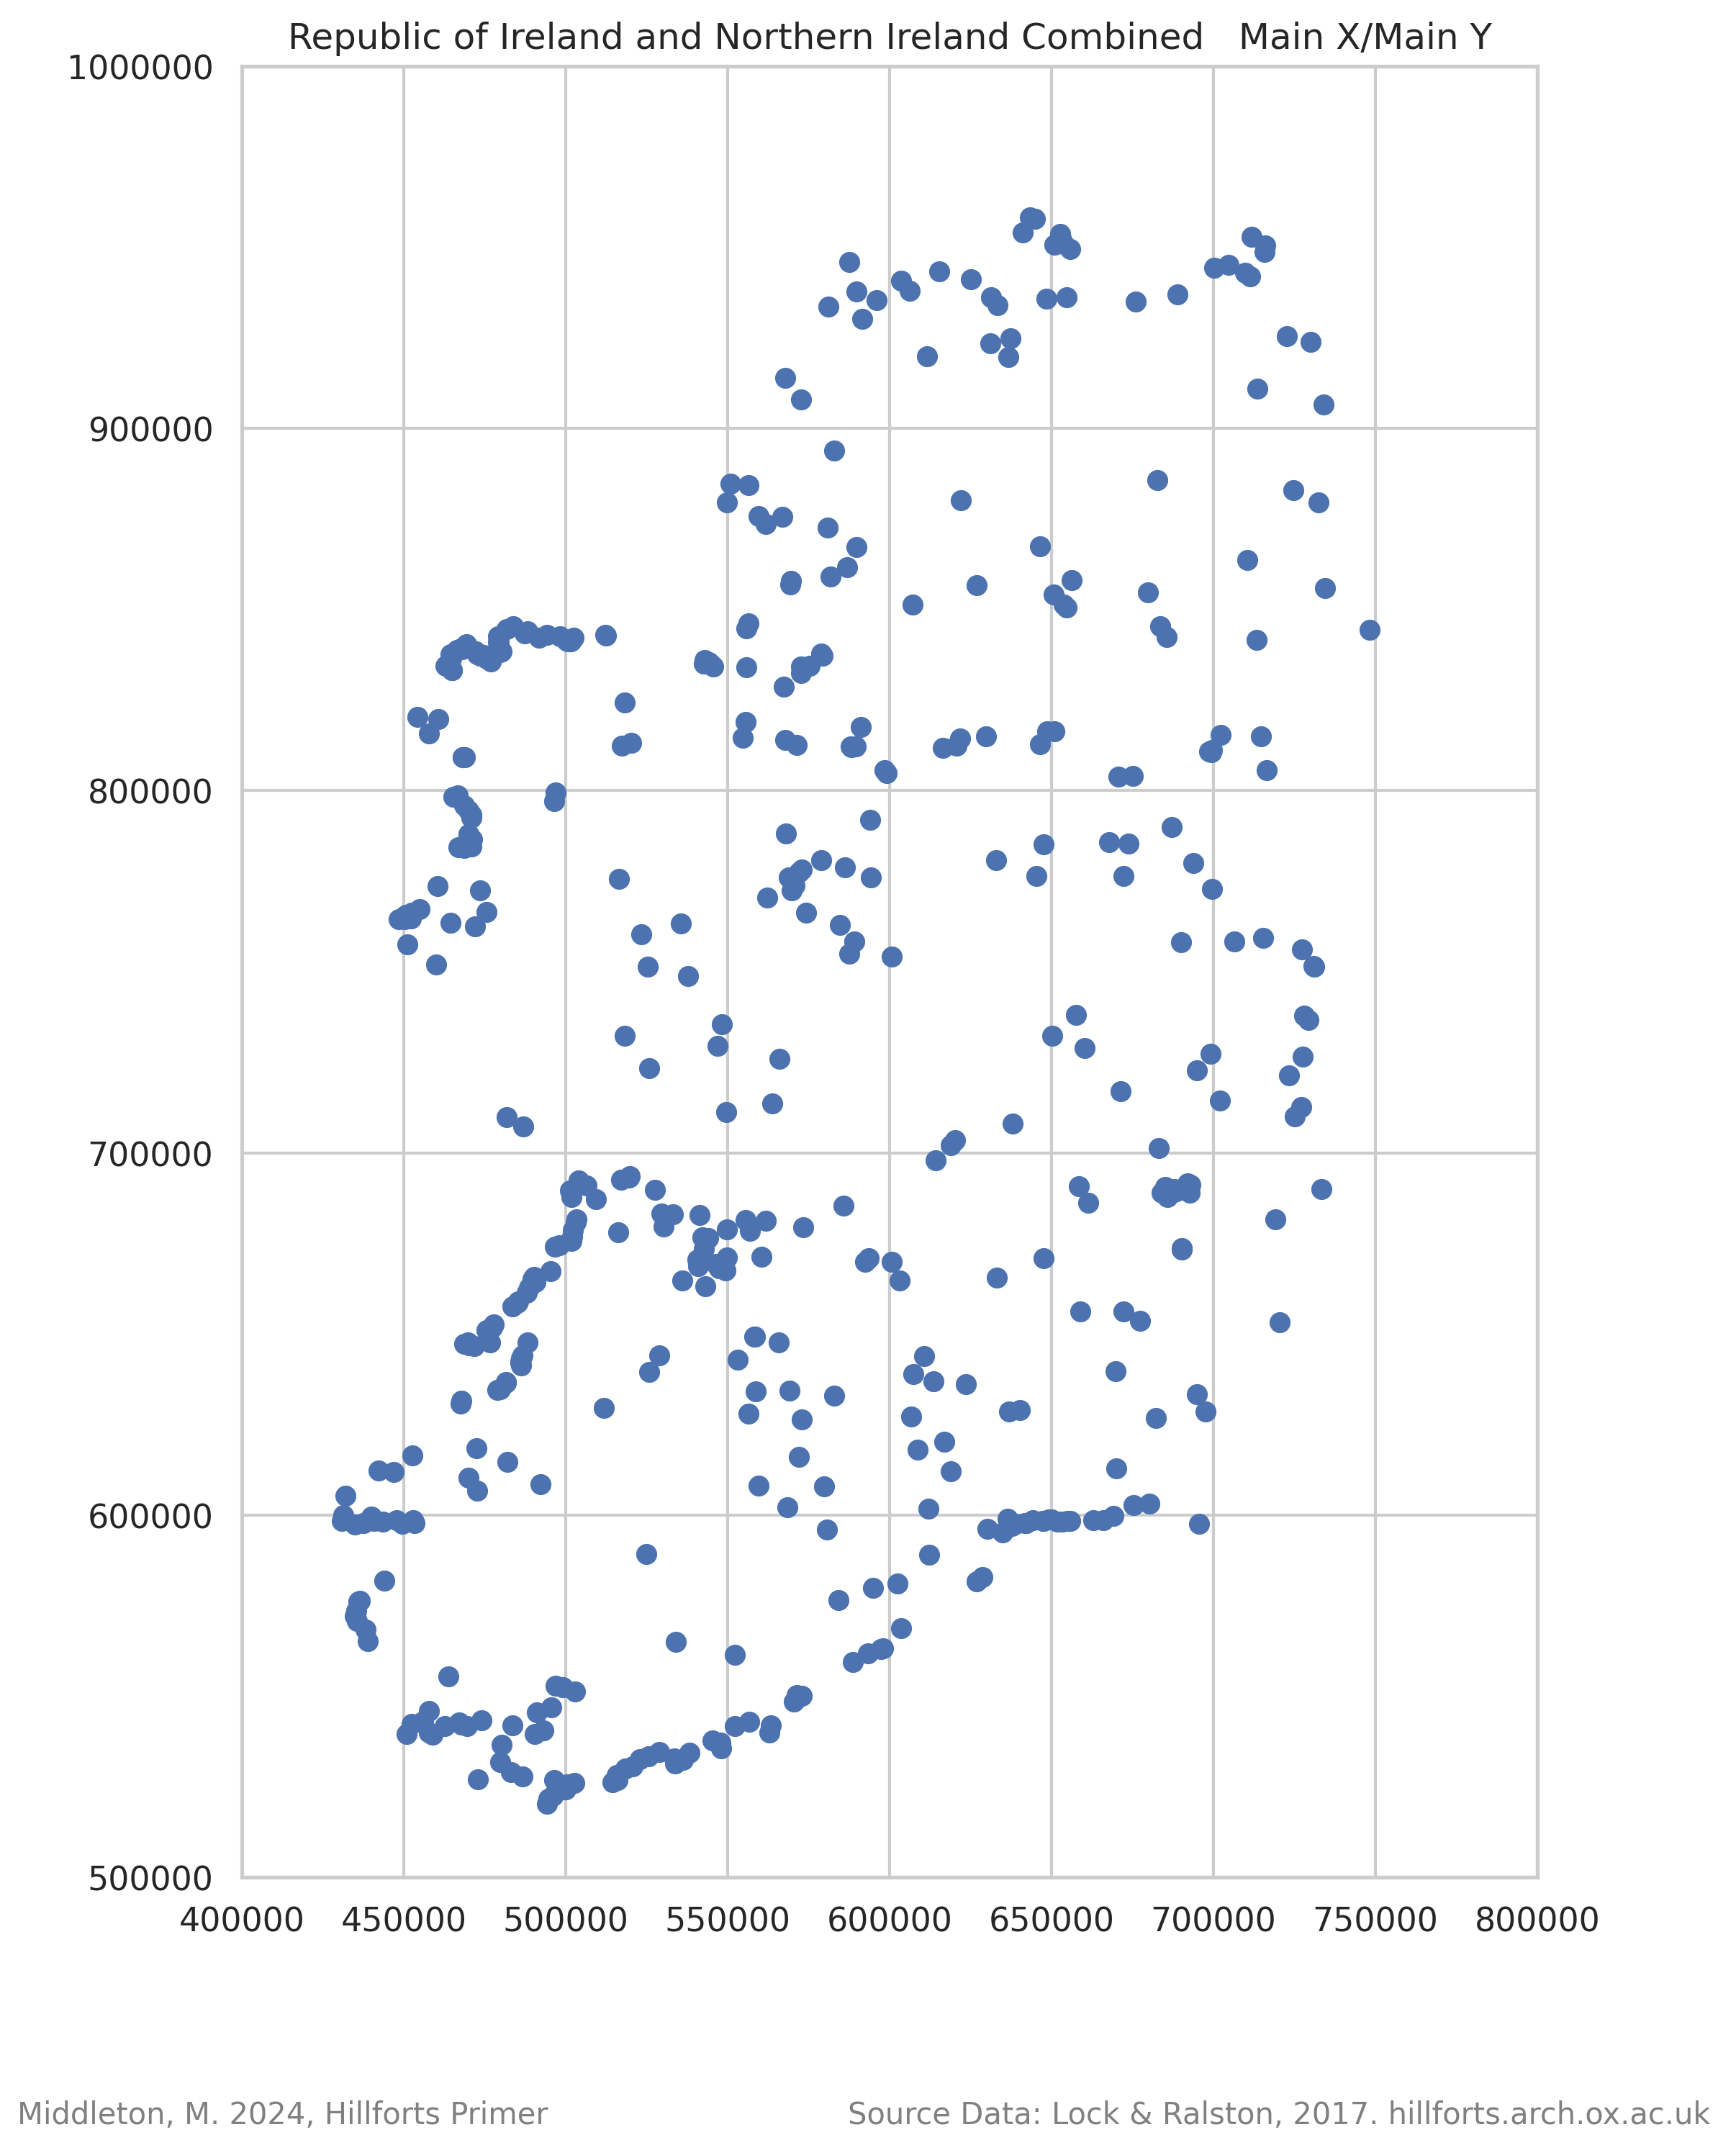 Republic of Ireland and Northern Ireland Combined   Main X/Main Y
1000000
900000
800000
700000
600000
500000
400000 450000 500000 550000 600000 650000 700000 750000 800000
Middleton, M. 2024, Hillforts Primer
Source Data: Lock & Ralston, 2017. hillforts.arch.ox.ac.uk